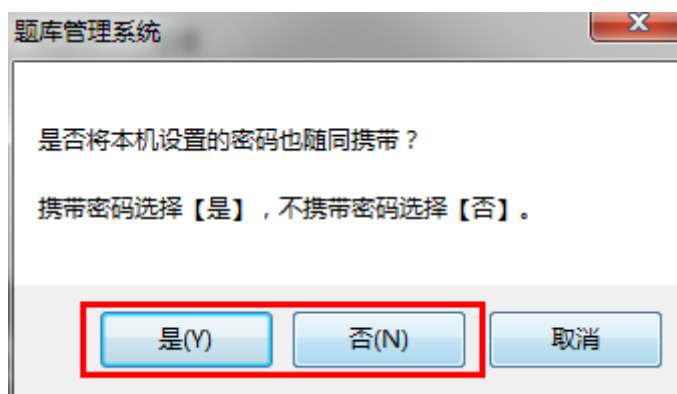 题库管理系统
是否将本机设置的密码也随同携带？
携带密码选择【是】，不携带密码选择【否】。
是(Y) 否(N) 取消